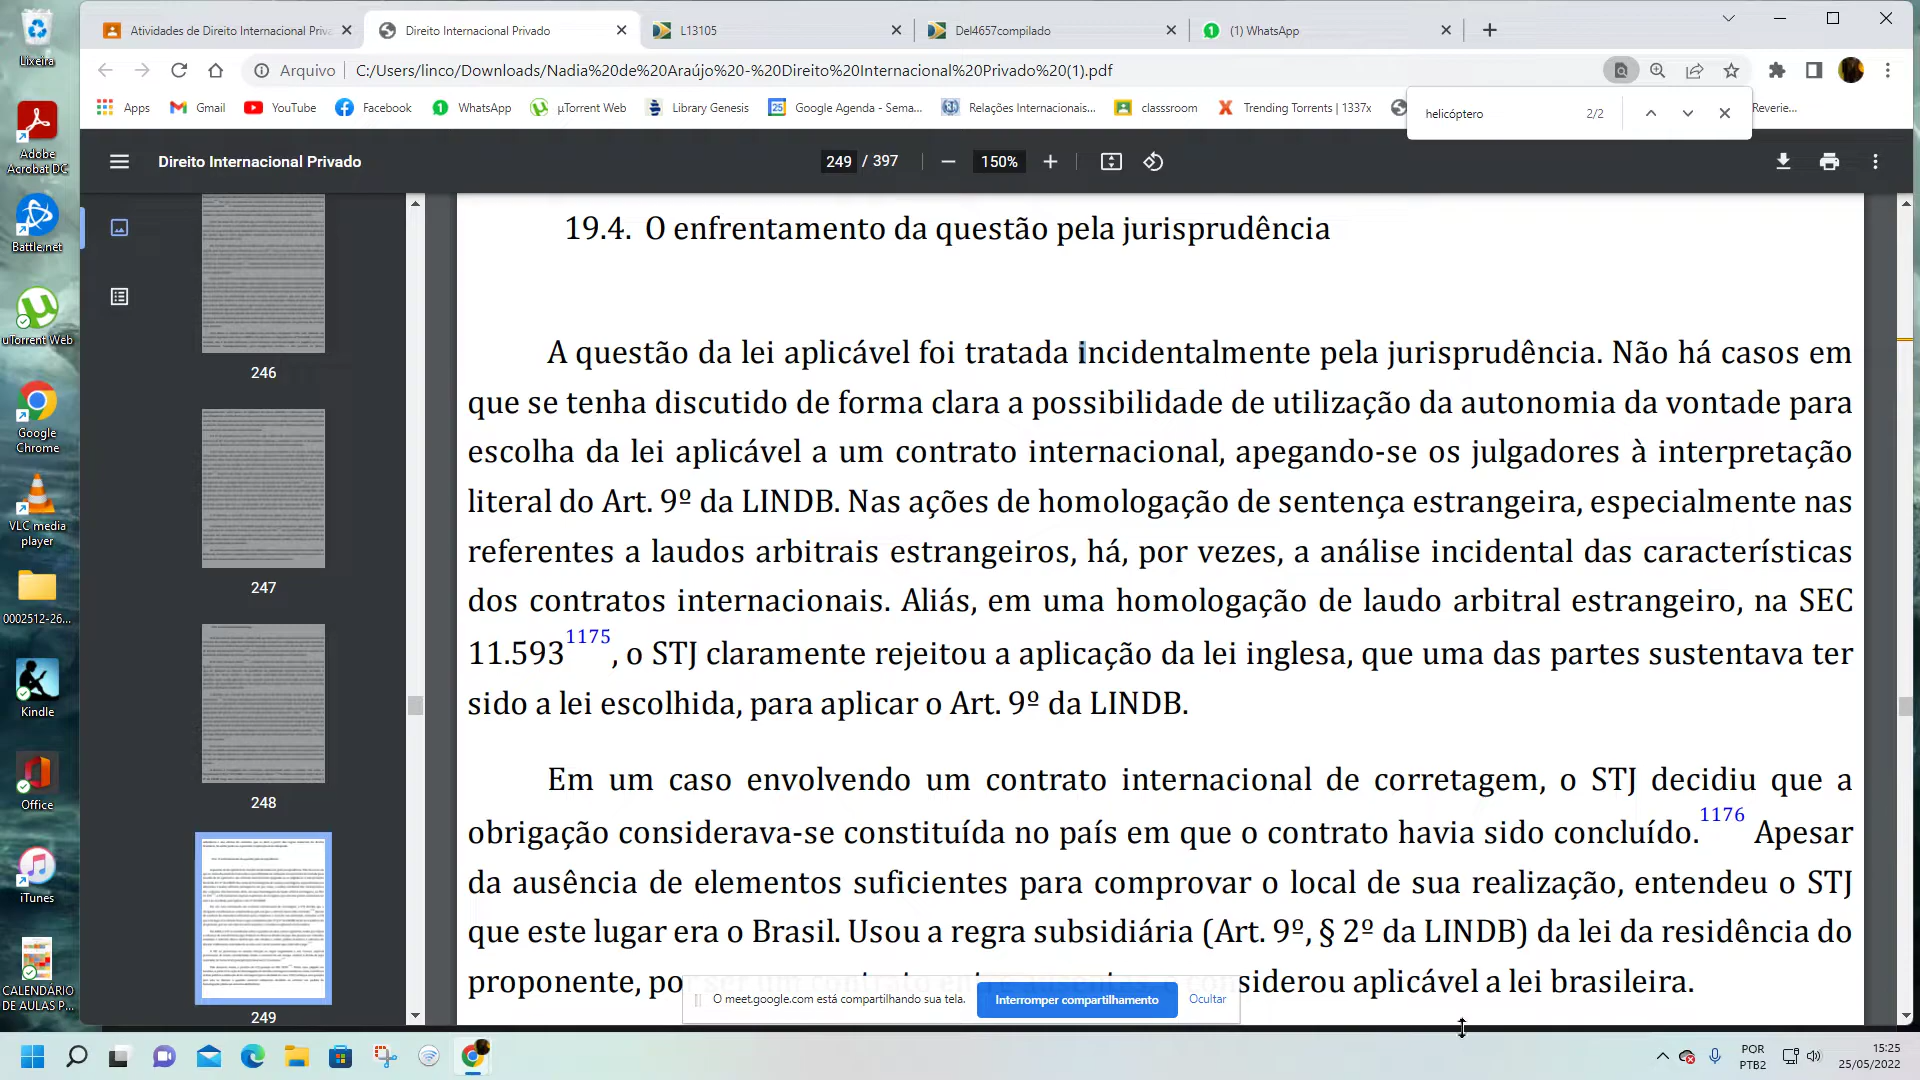 Lixeira
Adobe
Acrobat DC
Battle.net
uTorrent Web
Google
Chrome
VLC media
player
0002512-26...
Kindle
Office
iTunes
CALENDÁRIO
DE AULAS P...
Atividades de Direito Internacional Priva
Direito Internacional Privado
L13105
Del4657compilado
(1) WhatsApp
Arquivo
C:/Users/linco/Downloads/Nadia%20de%20Araújo%20-%20Direito%20Internacional%20Privado%20(1).pdf
Apps
Gmail
YouTube
Facebook
WhatsApp
µTorrent Web
Library Genesis
Google Agenda - Sema...
Relações Internacionais...
classsroom
Trending Torrents | 1337x
Reverie...
helicóptero
2/2
Direito Internacional Privado
249 / 397
150%
246
247
248
249
19.4. O enfrentamento da questão pela jurisprudência
A questão da lei aplicável foi tratada incidentalmente pela jurisprudência. Não há casos em
que se tenha discutido de forma clara a possibilidade de utilização da autonomia da vontade para
escolha da lei aplicável a um contrato internacional, apegando-se os julgadores à interpretação
literal do Art. 9º da LINDB. Nas ações de homologação de sentença estrangeira, especialmente nas
referentes a laudos arbitrais estrangeiros, há, por vezes, a análise incidental das características
dos contratos internacionais. Aliás, em uma homologação de laudo arbitral estrangeiro, na SEC
11.5931175, o STJ claramente rejeitou a aplicação da lei inglesa, que uma das partes sustentava ter
sido a lei escolhida, para aplicar o Art. 9º da LINDB.
Em um caso envolvendo um contrato internacional de corretagem, o STJ decidiu que a
obrigação considerava-se constituída no país em que o contrato havia sido concluído.1176 Apesar
da ausência de elementos suficientes para comprovar o local de sua realização, entendeu o STJ
que este lugar era o Brasil. Usou a regra subsidiária (Art. 9º, § 2º da LINDB) da lei da residência do
proponente, por considerou aplicável a lei brasileira.
O meet.google.com está compartilhando sua tela.
Interromper compartilhamento
Ocultar
POR
PTB2
15:25
25/05/2022